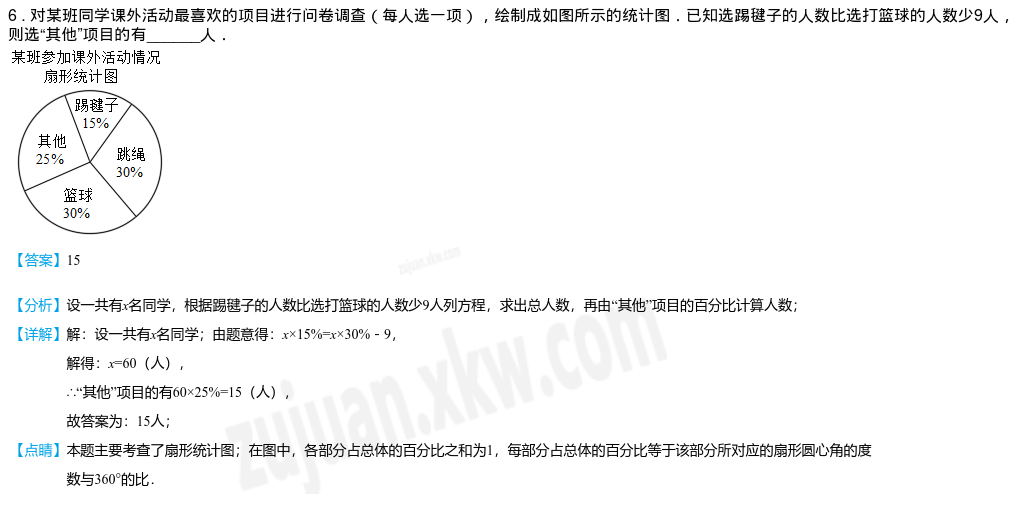 6．对某班同学课外活动最喜欢的项目进行问卷调查（每人选一项），绘制成如图所示的统计图．已知选踢毽子的人数比选打篮球的人数少9人，
则选“其他”项目的有______人．
某班参加课外活动情况
扇形统计图
踢毽子
15%
其他
25%
跳绳
30%
篮球
30%
【答案】15
zujuan.xkw.com
【分析】设一共有x名同学，根据踢毽子的人数比选打篮球的人数少9人列方程，求出总人数，再由“其他”项目的百分比计算人数；
【详解】解：设一共有x名同学；由题意得：x×15%=x×30%﹣9，
解得：x=60（人），
∴“其他”项目的有60×25%=15（人），
故答案为：15人；
zujuan.xkw.com
【点睛】本题主要考查了扇形统计图；在图中，各部分占总体的百分比之和为1，每部分占总体的百分比等于该部分所对应的扇形圆心角的度
数与360°的比．